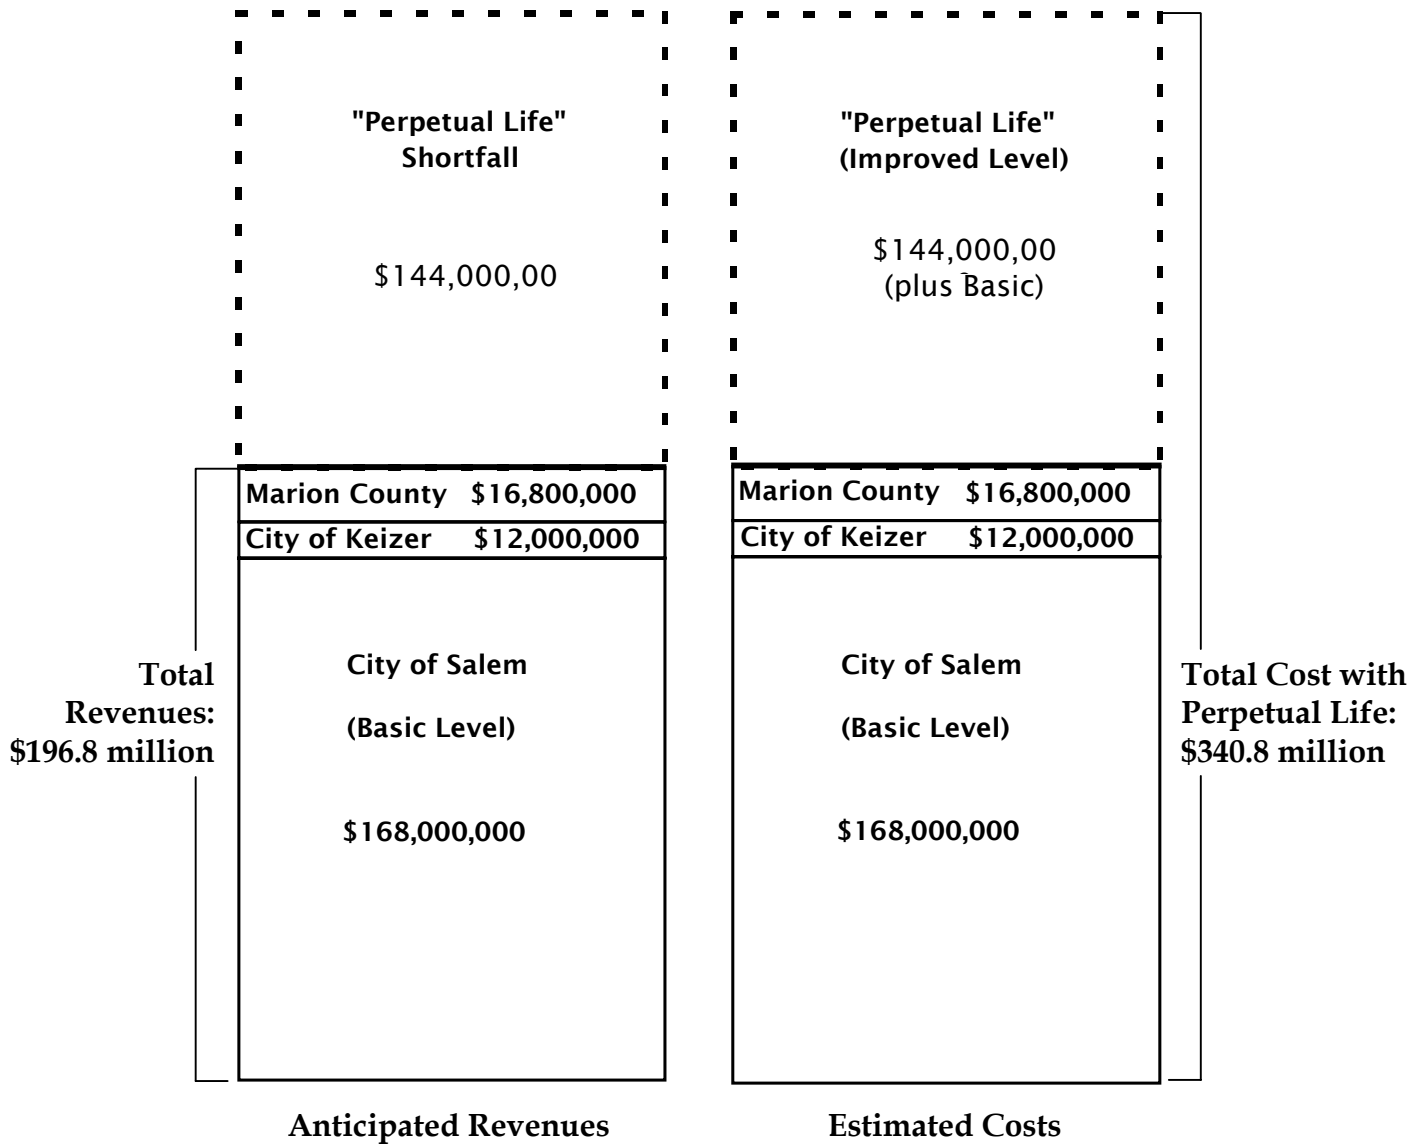 "Perpetual Life"
Shortfall
$144,000,00
Marion County $16,800,000
City of Keizer $12,000,000
City of Salem
(Basic Level)
$168,000,000
Total
Revenues:
$196.8 million
Anticipated Revenues
"Perpetual Life"
(Improved Level)
$144,000,00
(plus Basic)
Marion County $16,800,000
City of Keizer $12,000,000
City of Salem
(Basic Level)
$168,000,000
Total Cost with
Perpetual Life:
$340.8 million
Estimated Costs